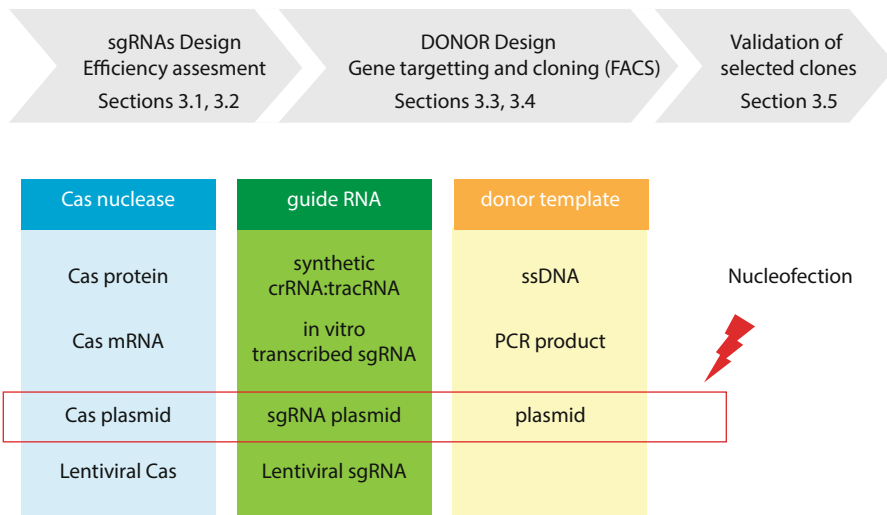 sgRNAs Design
Efficiency assesment
Sections 3.1, 3.2
DONOR Design
Gene targetting and cloning (FACS)
Sections 3.3, 3.4
Validation of
selected clones
Section 3.5
Cas nuclease
guide RNA
donor template
Cas protein
synthetic
crRNA:tracRNA
ssDNA
Nucleofection
Cas mRNA
in vitro
transcribed sgRNA
PCR product
Cas plasmid
sgRNA plasmid
plasmid
Lentiviral Cas
Lentiviral sgRNA